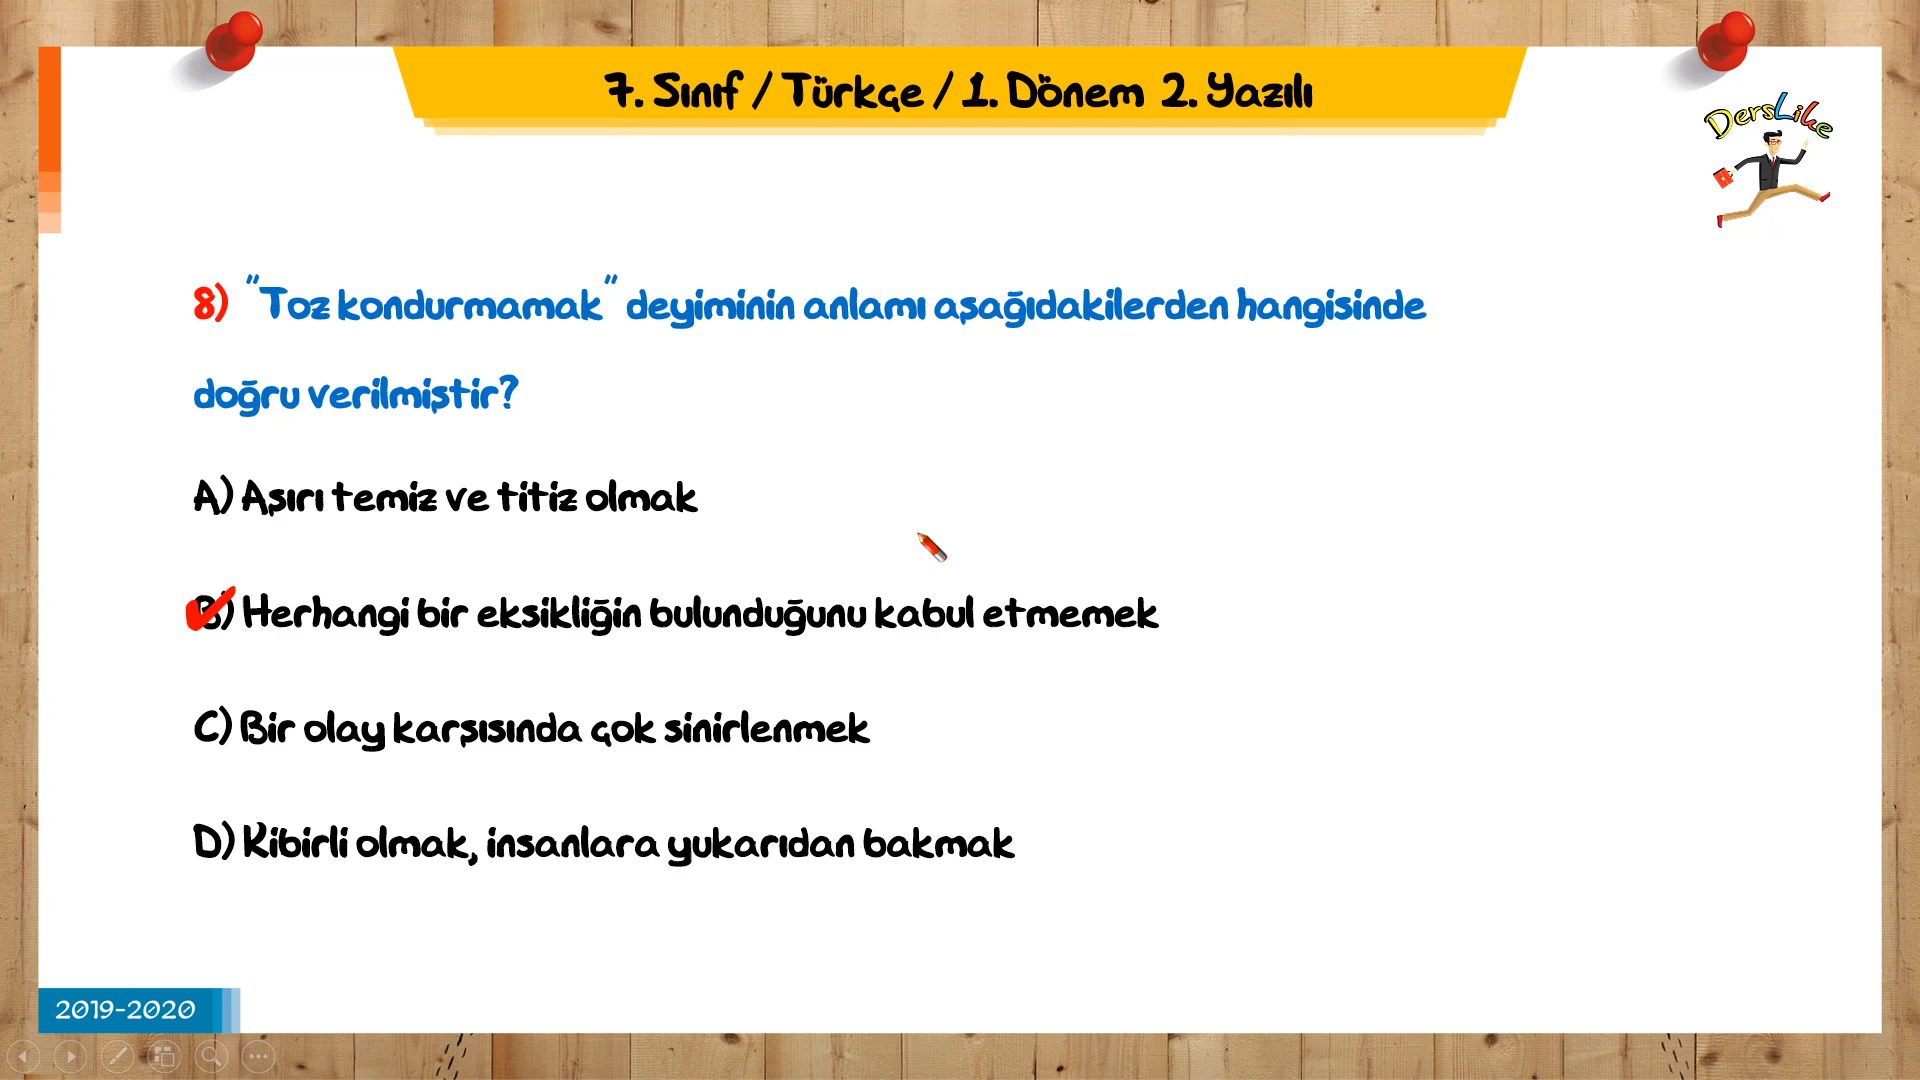 7. Sınıf / Türkçe / 1. Dönem 2. Yazılı
DersLike
8) "Toz kondurmamak" deyiminin anlamı aşağıdakilerden hangisinde
doğru verilmiştir?
A) Aşırı temiz ve titiz olmak
B) Herhangi bir eksikliğin bulunduğunu kabul etmemek
C) Bir olay karşısında çok sinirlenmek
D) Kibirli olmak, insanlara yukarıdan bakmak
2019-2020